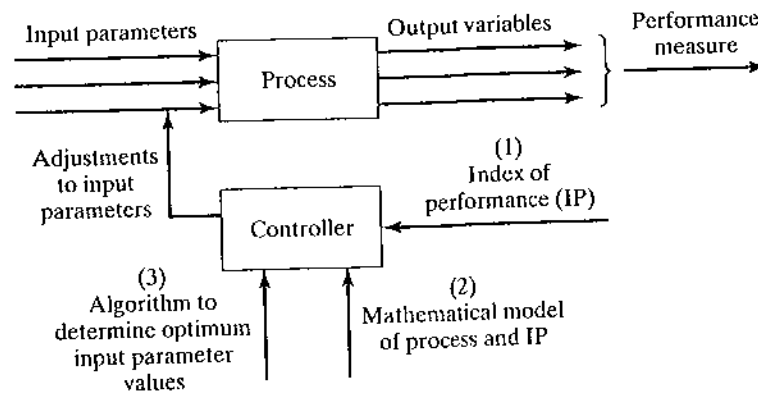 Input parameters
Output variables
Performance
measure
Process
Adjustments
to input
parameters
(1)
Index of
performance (IP)
Controller
(3)
Algorithm to
determine optimum
input parameter
values
(2)
Mathematical model
of process and IP